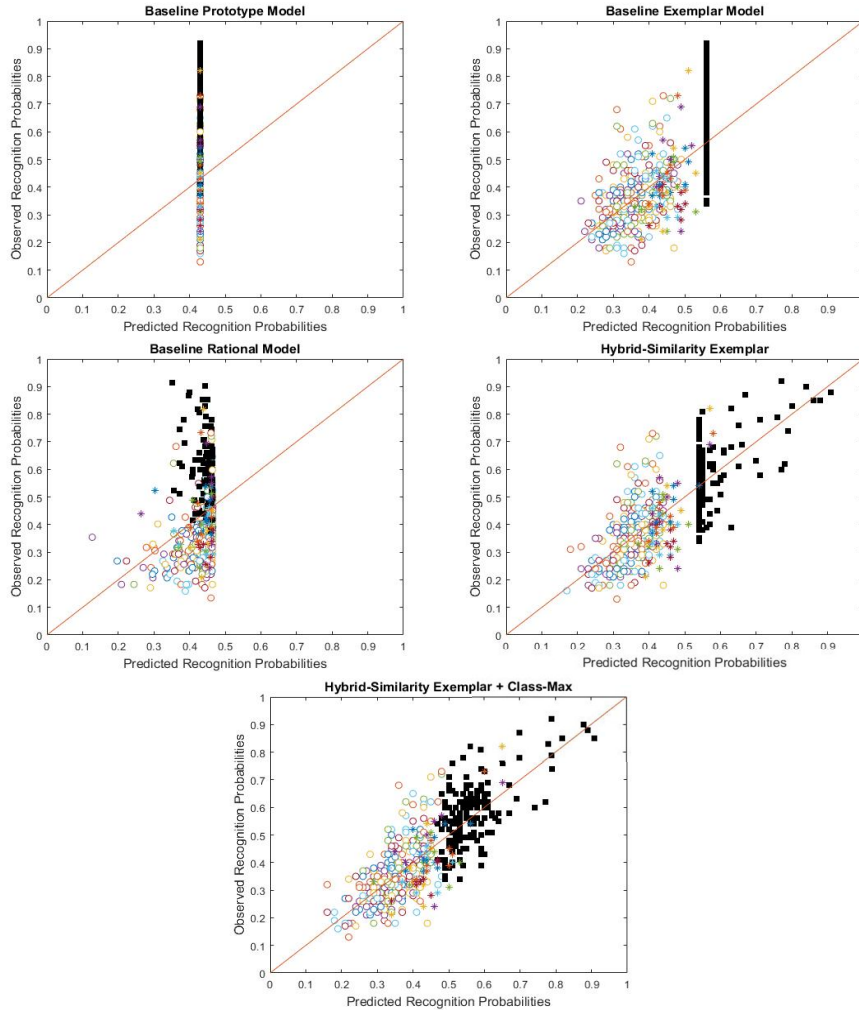 Baseline Prototype Model
1
0.9
0.8
0.7
0.6
0.5
0.4
0.3
0.2
0.1
0
Observed Recognition Probabilities
0 0.1 0.2 0.3 0.4 0.5 0.6 0.7 0.8 0.9 1
Predicted Recognition Probabilities
Baseline Exemplar Model
1
0.9
0.8
0.7
0.6
0.5
0.4
0.3
0.2
0.1
0
Observed Recognition Probabilities
0 0.1 0.2 0.3 0.4 0.5 0.6 0.7 0.8 0.9
Predicted Recognition Probabilities
Baseline Rational Model
1
0.9
0.8
0.7
0.6
0.5
0.4
0.3
0.2
0.1
0
Observed Recognition Probabilities
0 0.1 0.2 0.3 0.4 0.5 0.6 0.7 0.8 0.9 1
Predicted Recognition Probabilities
Hybrid-Similarity Exemplar
1
0.9
0.8
0.7
0.6
0.5
0.4
0.3
0.2
0.1
0
Observed Recognition Probabilities
0 0.1 0.2 0.3 0.4 0.5 0.6 0.7 0.8 0.9
Predicted Recognition Probabilities
Hybrid-Similarity Exemplar + Class-Max
1
0.9
0.8
0.7
0.6
0.5
0.4
0.3
0.2
0.1
0
Observed Recognition Probabilities
0 0.1 0.2 0.3 0.4 0.5 0.6 0.7 0.8 0.9 1
Predicted Recognition Probabilities